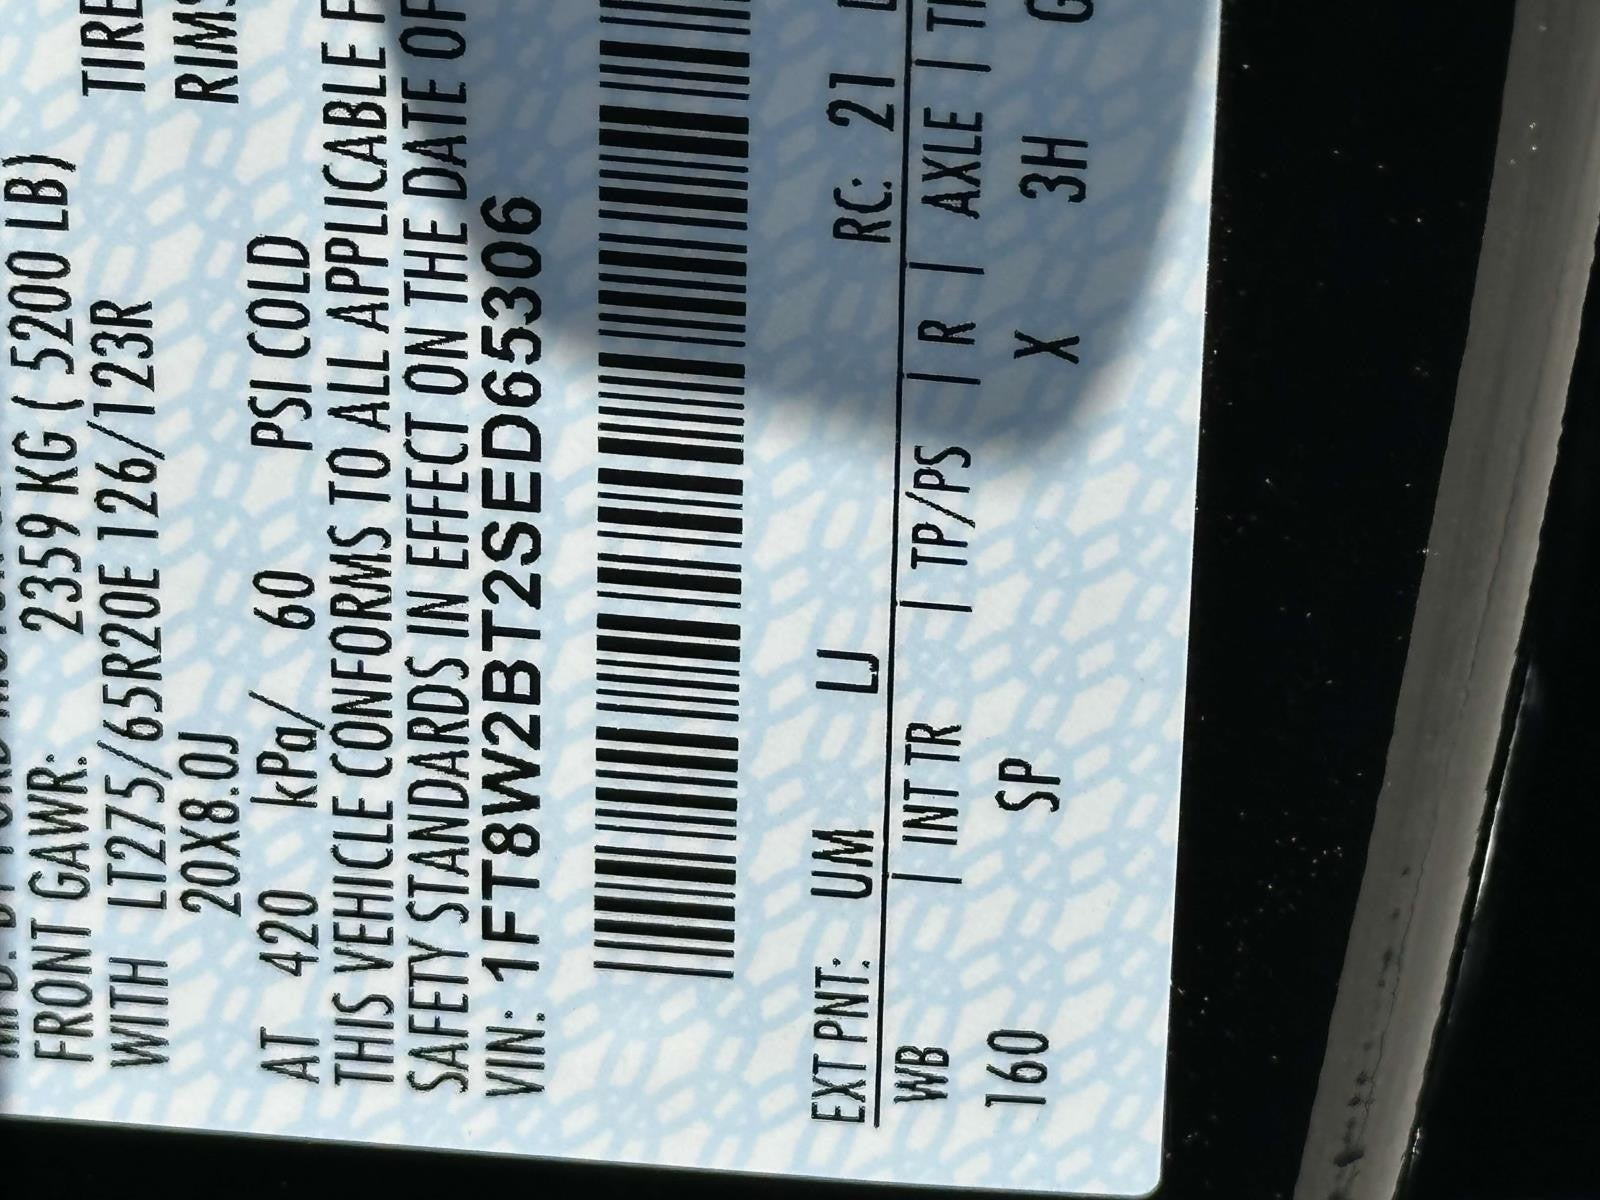 FRONT GAWR: 2359 KG ( 5200 LB)
WITH LT275/65R20E 126/123R TIRE
20X8.0J RIMS
AT 420 kPa/ 60 PSI COLD
THIS VEHICLE CONFORMS TO ALL APPLICABLE F
SAFETY STANDARDS IN EFFECT ON THE DATE OF
VIN: 1FT8W2BT2SED65306
EXT PNT: UM LJ RC: 21
WB | INT TR | TP/PS | R | AXLE | T
160 SP X 3H G